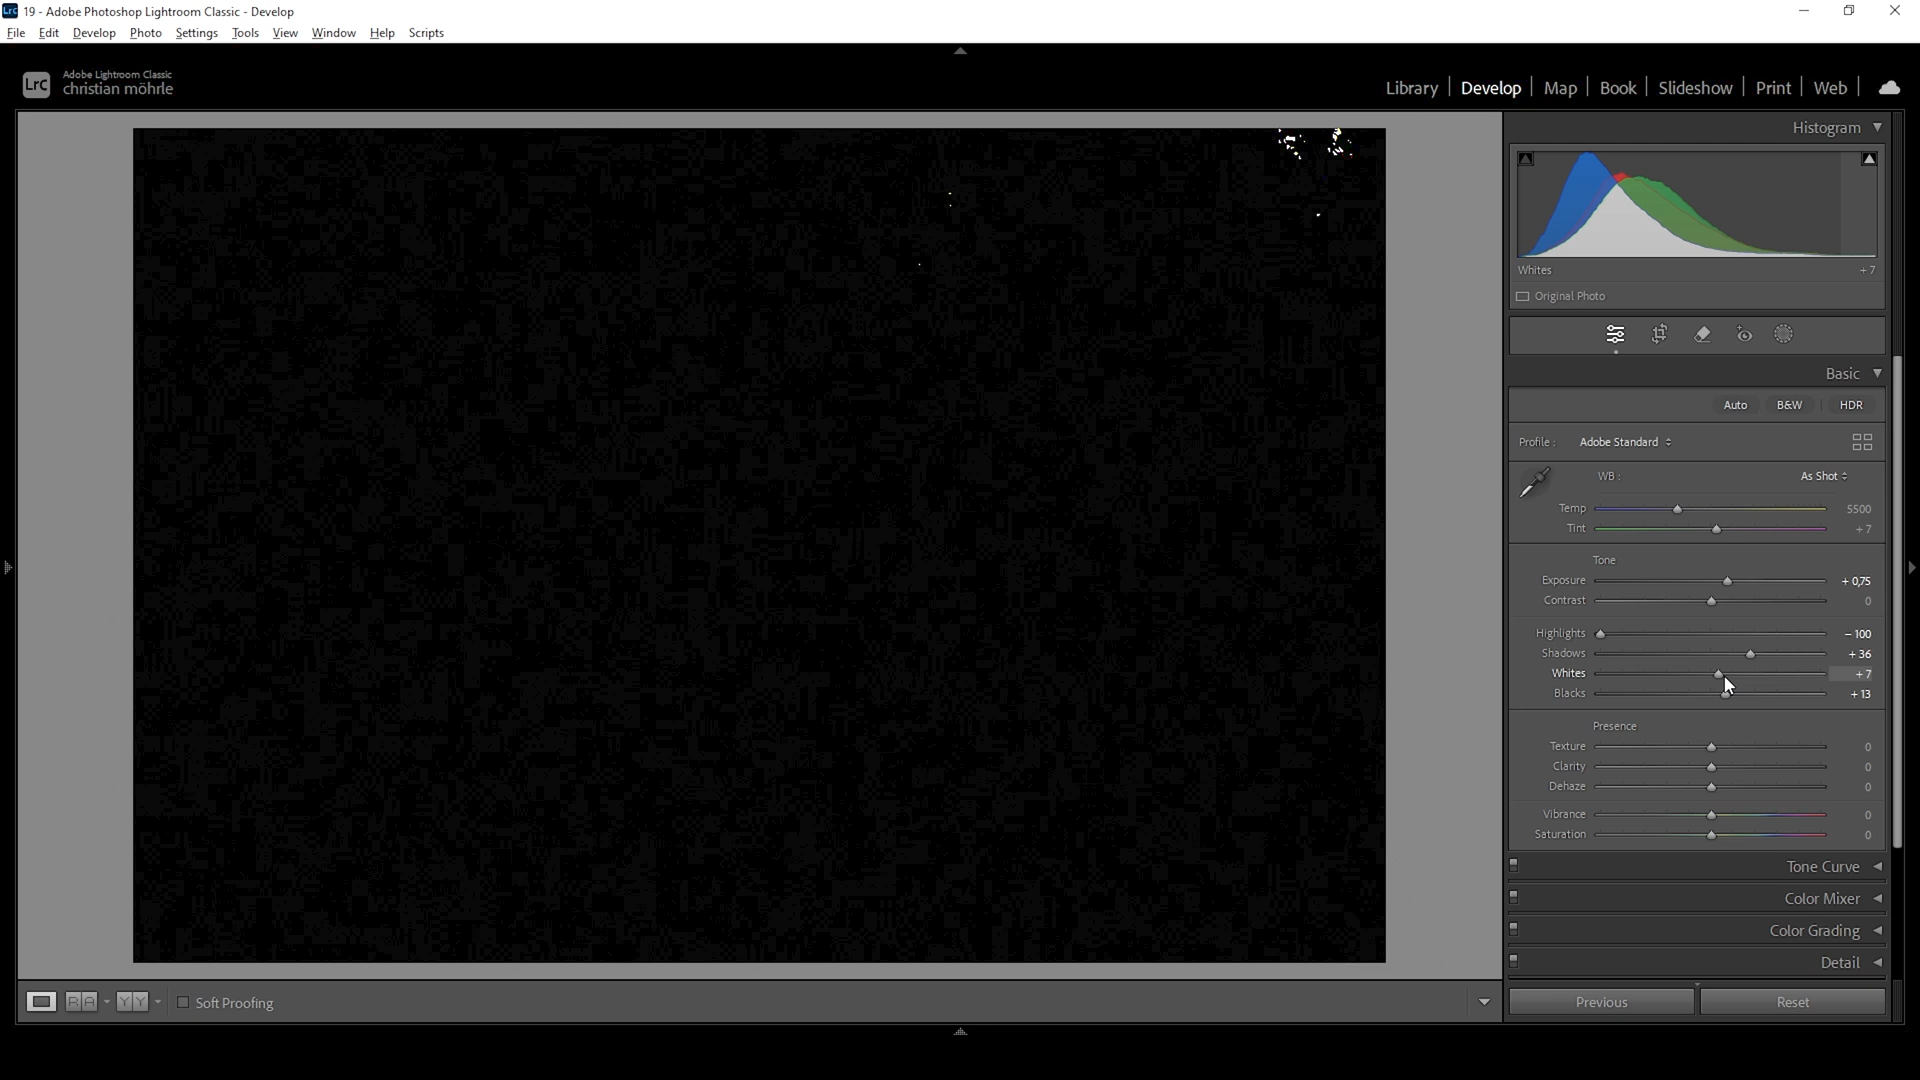 19 - Adobe Photoshop Lightroom Classic - Develop
File Edit Develop Photo Settings Tools View Window Help Scripts
LrC
Adobe Lightroom Classic
christian möhrle
Library Develop Map Book Slideshow Print Web
Histogram
Whites +7
Original Photo
Basic
Auto B&W HDR
Profile : Adobe Standard
WB : As Shot
Temp 5500
Tint +7
Tone
Exposure +0,75
Contrast 0
Highlights −100
Shadows +36
Whites +7
Blacks +13
Presence
Texture 0
Clarity 0
Dehaze 0
Vibrance 0
Saturation 0
Tone Curve
Color Mixer
Color Grading
Detail
RA YY Soft Proofing
Previous Reset